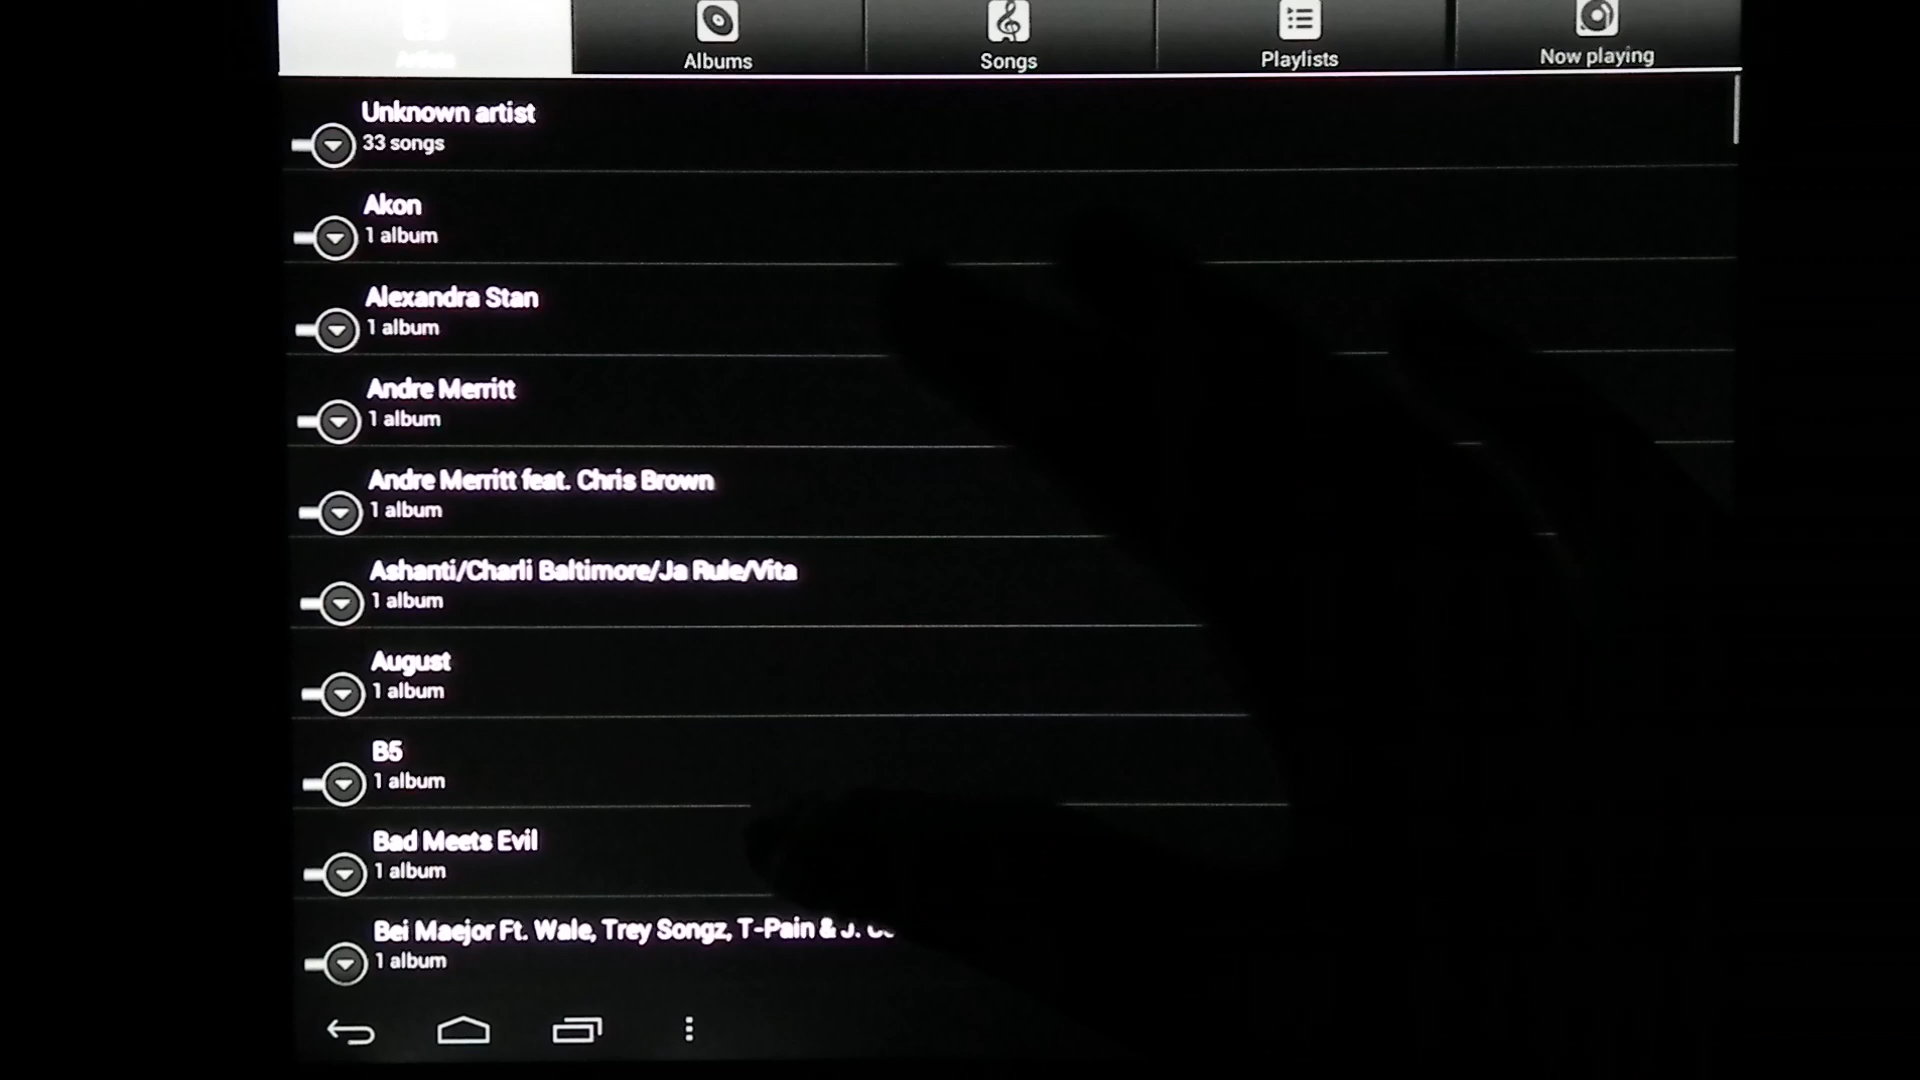 Artists
Albums
Songs
Playlists
Now playing
Unknown artist
33 songs
Akon
1 album
Alexandra Stan
1 album
Andre Merritt
1 album
Andre Merritt feat. Chris Brown
1 album
Ashanti/Charli Baltimore/Ja Rule/Vita
1 album
August
1 album
B5
1 album
Bad Meets Evil
1 album
Bei Maejor Ft. Wale, Trey Songz, T-Pain & J.
1 album